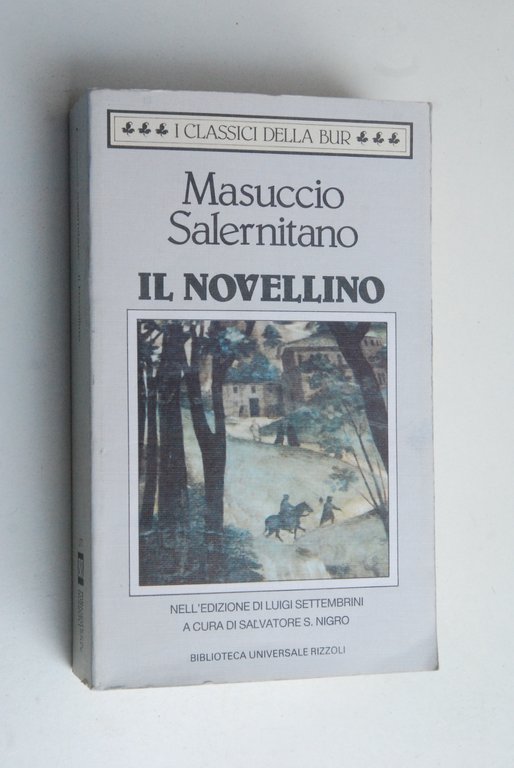 I CLASSICI DELLA BUR
Masuccio
Salernitano
IL NOVELLINO
NELL'EDIZIONE DI LUIGI SETTEMBRINI
A CURA DI SALVATORE S. NIGRO
BIBLIOTECA UNIVERSALE RIZZOLI